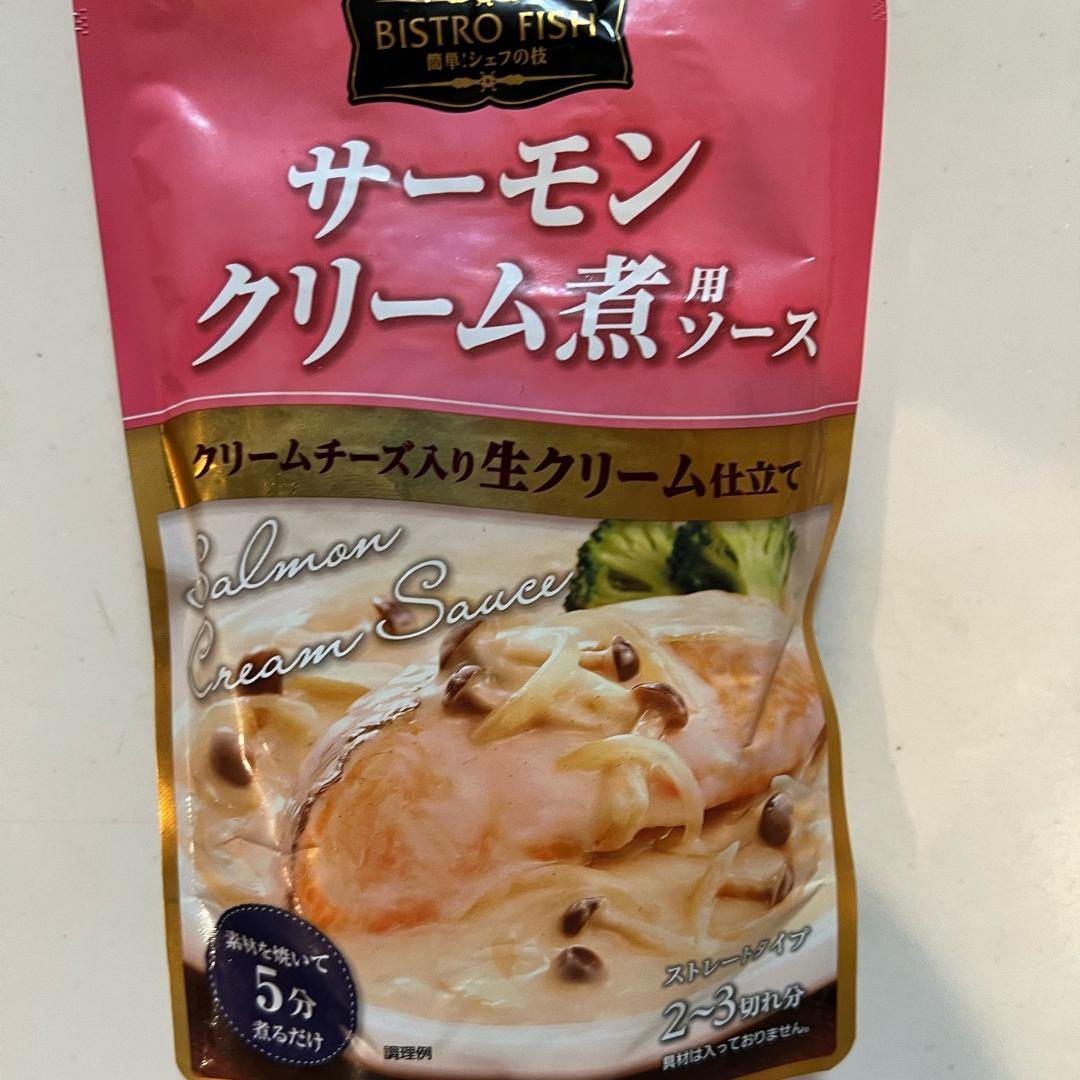 BISTRO FISH
簡単!シェフの技
サーモン
クリーム煮用ソース
クリームチーズ入り生クリーム仕立て
Salmon
Cream Sauce
素材を焼いて
5分
煮るだけ
調理例
ストレートタイプ
2〜3切れ分
具材は入っておりません。